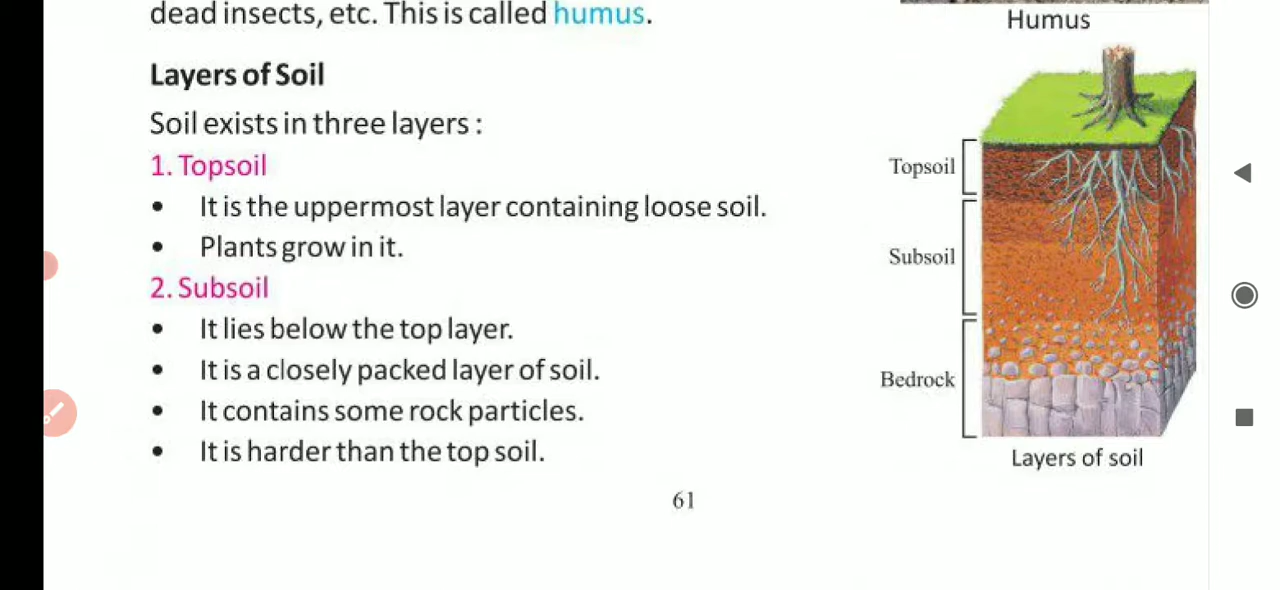 dead insects, etc. This is called humus.
Humus
Layers of Soil
Soil exists in three layers :
1. Topsoil
• It is the uppermost layer containing loose soil.
• Plants grow in it.
2. Subsoil
• It lies below the top layer.
• It is a closely packed layer of soil.
• It contains some rock particles.
• It is harder than the top soil.
Topsoil
Subsoil
Bedrock
Layers of soil
61